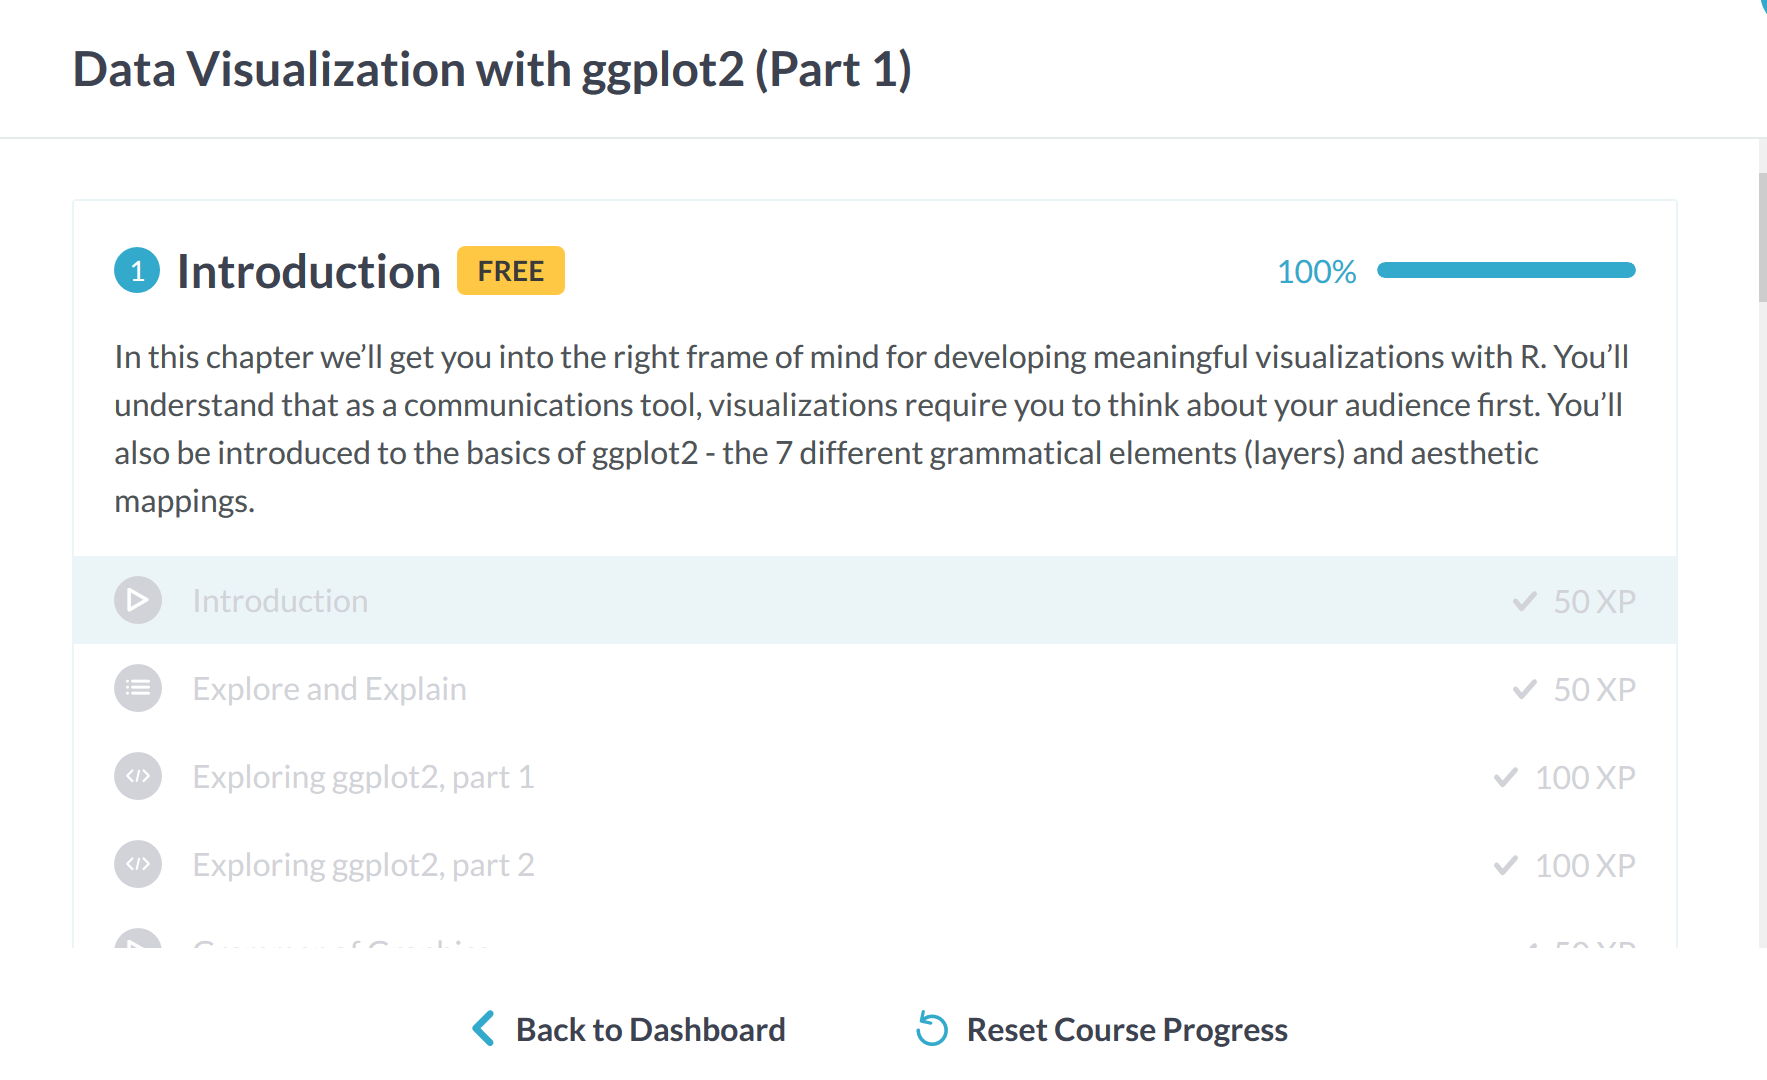 Data Visualization with ggplot2 (Part 1)
1 Introduction FREE 100%
In this chapter we’ll get you into the right frame of mind for developing meaningful visualizations with R. You’ll
understand that as a communications tool, visualizations require you to think about your audience first. You’ll
also be introduced to the basics of ggplot2 - the 7 different grammatical elements (layers) and aesthetic
mappings.
Introduction 50 XP
Explore and Explain 50 XP
Exploring ggplot2, part 1 100 XP
Exploring ggplot2, part 2 100 XP
50 XP
Back to Dashboard Reset Course Progress